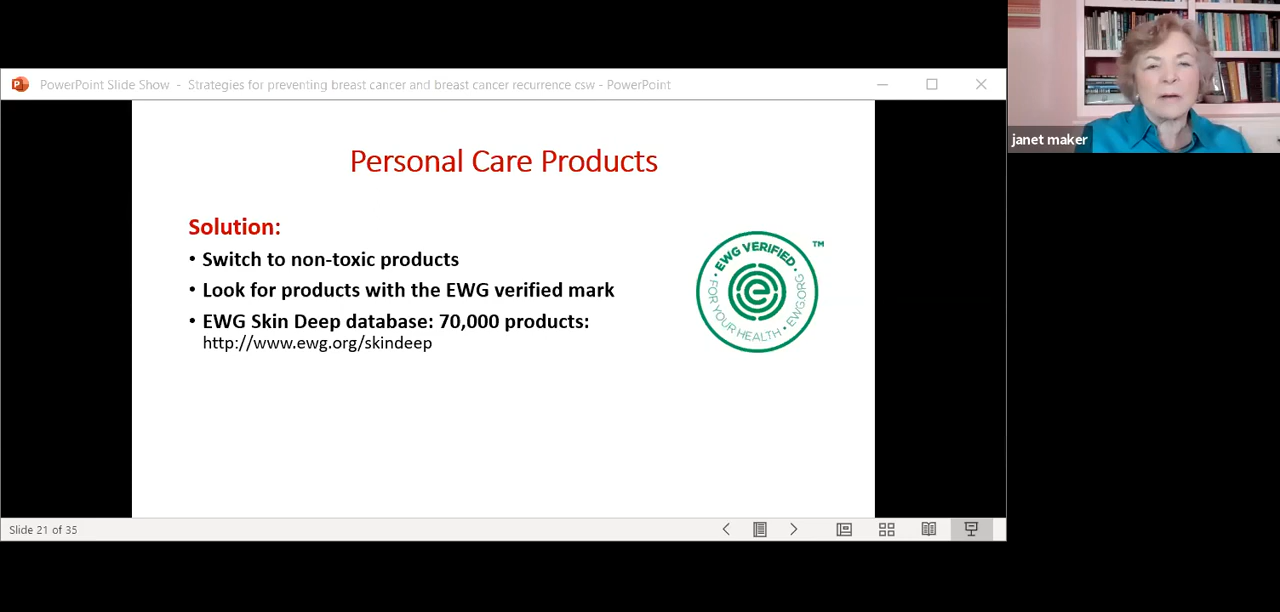 PowerPoint Slide Show - Strategies for preventing breast cancer and breast cancer recurrence csw - PowerPoint
janet maker
Personal Care Products
Solution:
• Switch to non-toxic products
• Look for products with the EWG verified mark
• EWG Skin Deep database: 70,000 products:
http://www.ewg.org/skindeep
• EWG VERIFIED •
TM
FOR YOUR HEALTH • EWG.ORG
e
Slide 21 of 35